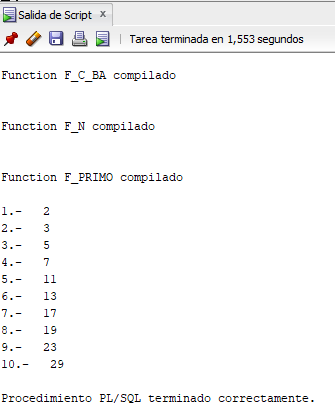 Salida de Script x
Tarea terminada en 1,553 segundos
Function F_C_BA compilado
Function F_N compilado
Function F_PRIMO compilado
1.-   2
2.-   3
3.-   5
4.-   7
5.-   11
6.-   13
7.-   17
8.-   19
9.-   23
10.-   29
Procedimiento PL/SQL terminado correctamente.